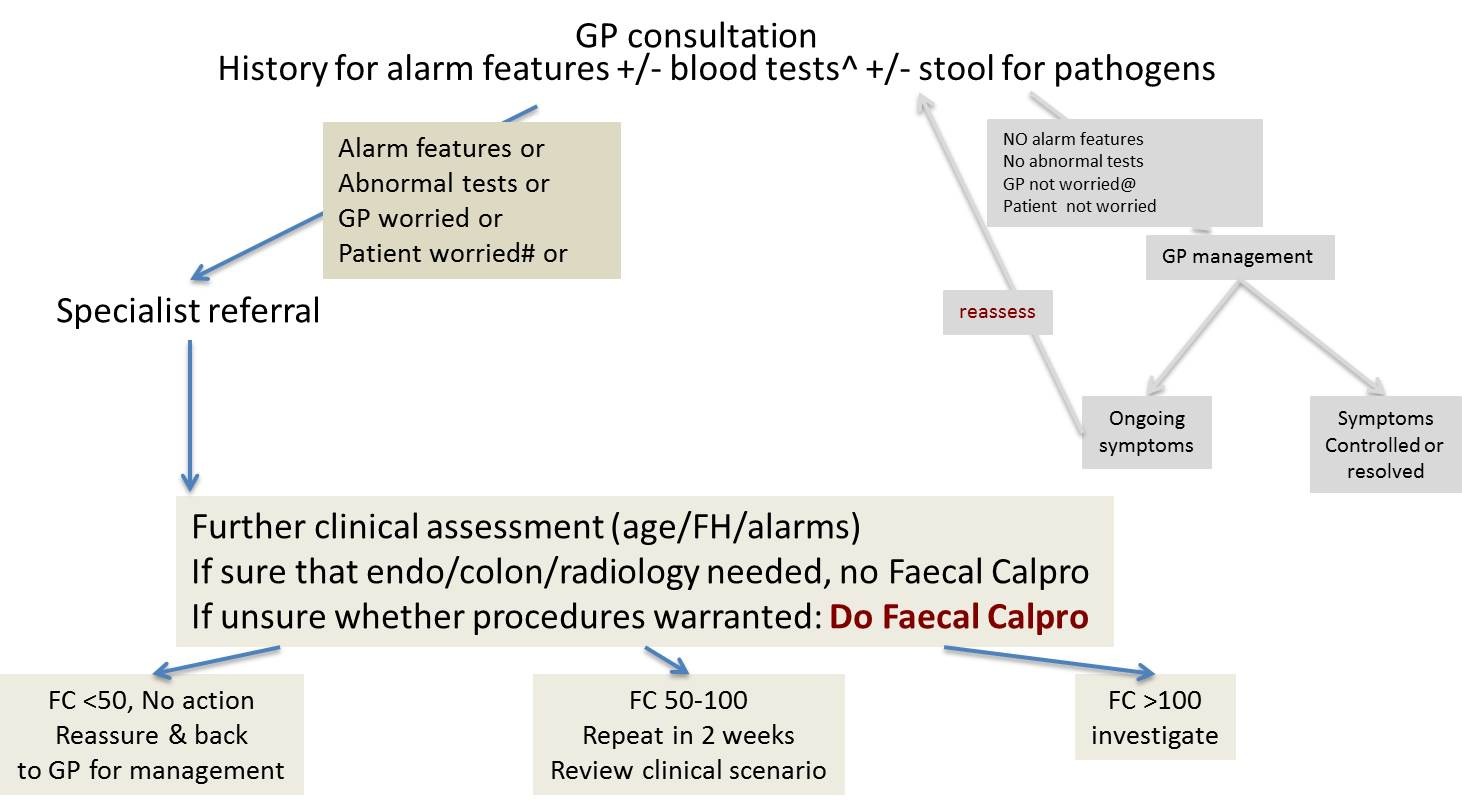 GP consultation
History for alarm features +/- blood tests^ +/- stool for pathogens
Alarm features or
Abnormal tests or
GP worried or
Patient worried# or
NO alarm features
No abnormal tests
GP not worried@
Patient not worried
GP management
Specialist referral
reassess
Ongoing
symptoms
Symptoms
Controlled or
resolved
Further clinical assessment (age/FH/alarms)
If sure that endo/colon/radiology needed, no Faecal Calpro
If unsure whether procedures warranted: Do Faecal Calpro
FC <50, No action
Reassure & back
to GP for management
FC 50-100
Repeat in 2 weeks
Review clinical scenario
FC >100
investigate